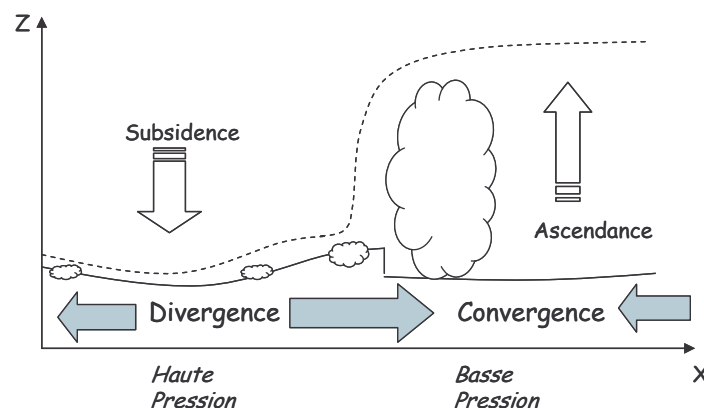 Z
Subsidence
Ascendance
Divergence
Convergence
X
Haute
Pression
Basse
Pression